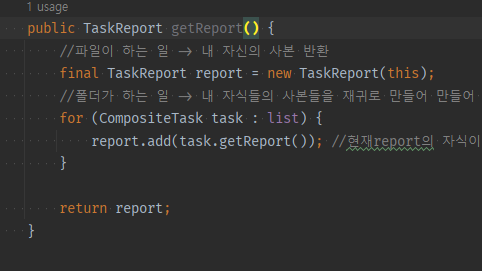 1 usage
public TaskReport getReport() {
//파일이 하는 일 -> 내 자신의 사본 반환
final TaskReport report = new TaskReport(this);
//폴더가 하는 일 -> 내 자식들의 사본들을 재귀로 만들어 만들어
for (CompositeTask task : list) {
report.add(task.getReport()); //현재report의 자식이
}
return report;
}